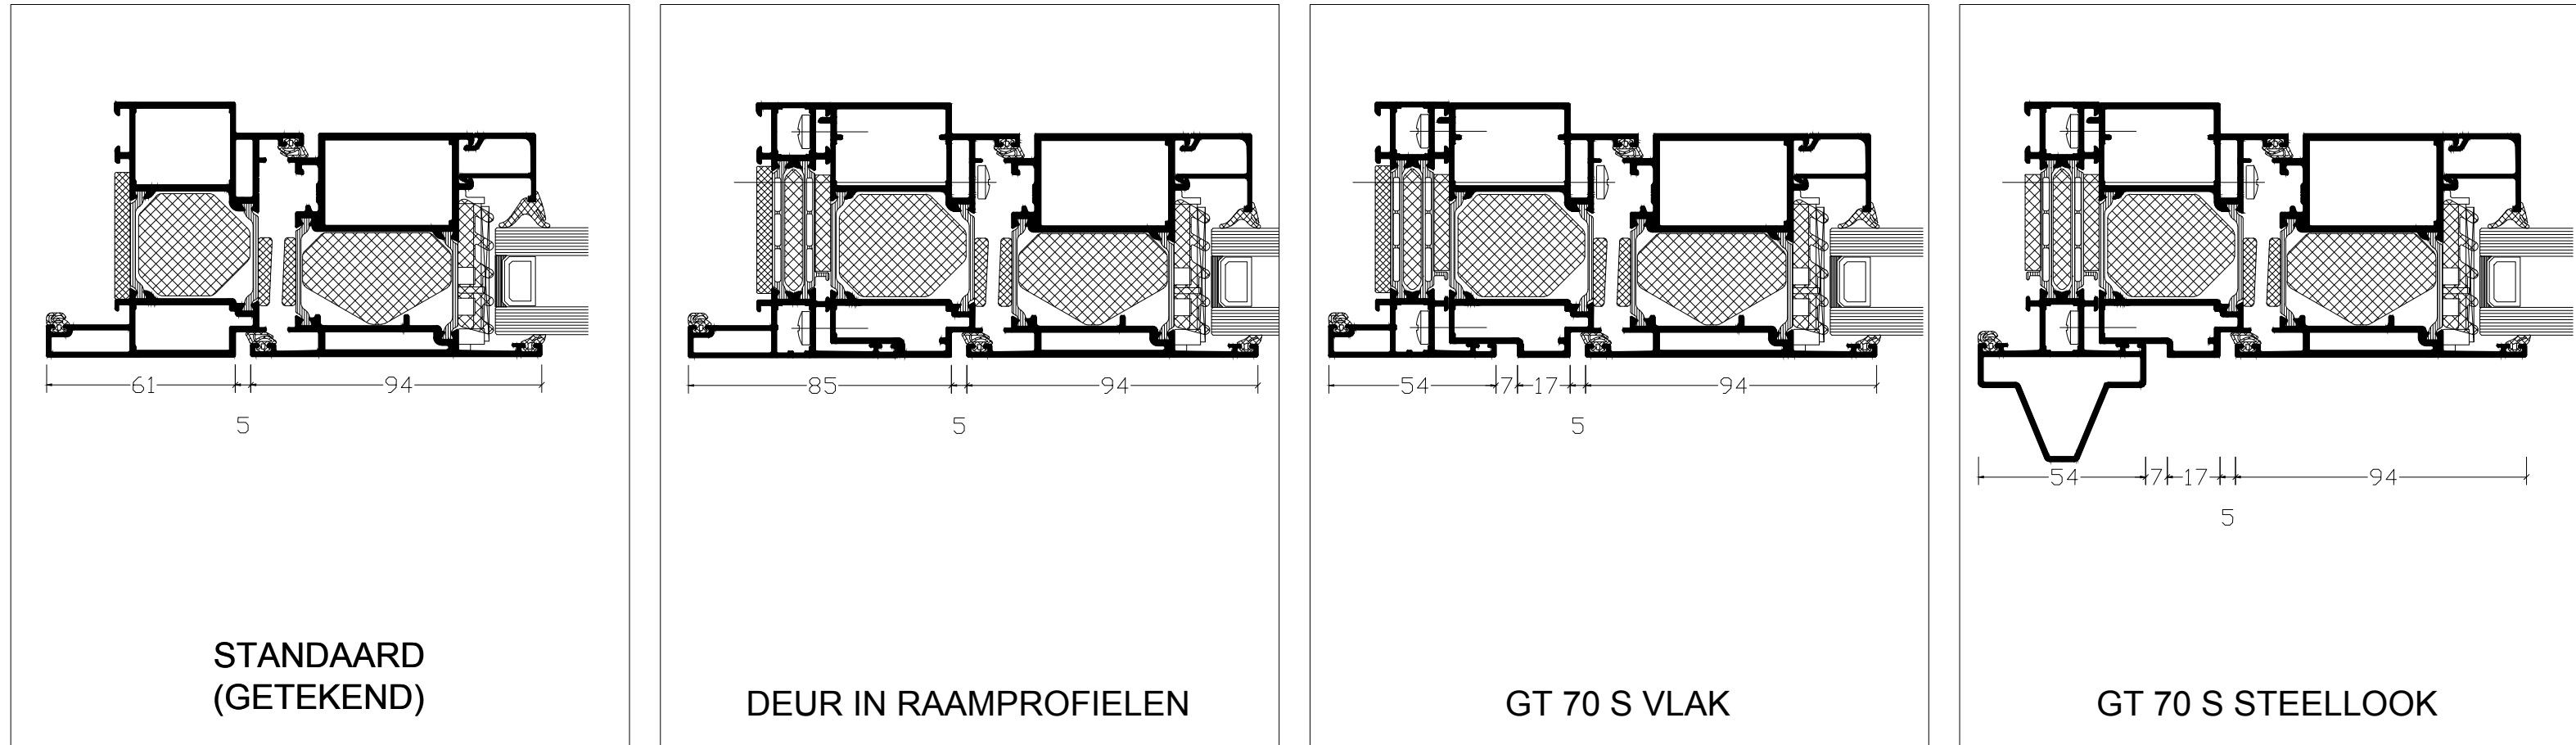 61 94
5
STANDAARD
(GETEKEND)
85 94
5
DEUR IN RAAMPROFIELEN
54 7 17 94
5
GT 70 S VLAK
54 7 17 94
5
GT 70 S STEELLOOK